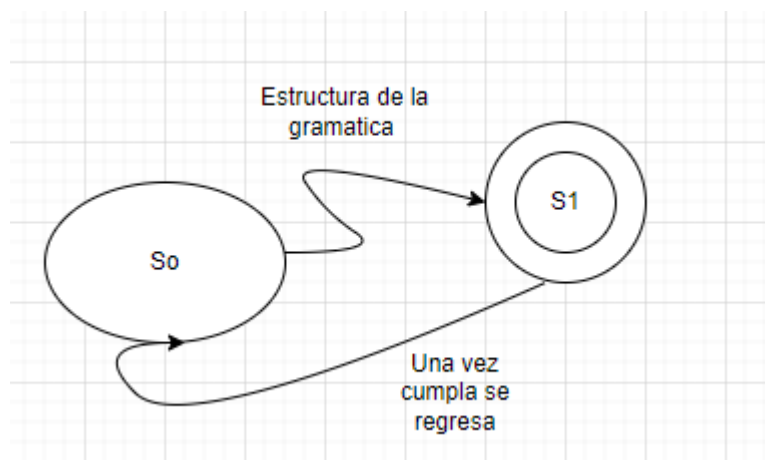 Estructura de la
gramatica
S1
So
Una vez
cumpla se
regresa